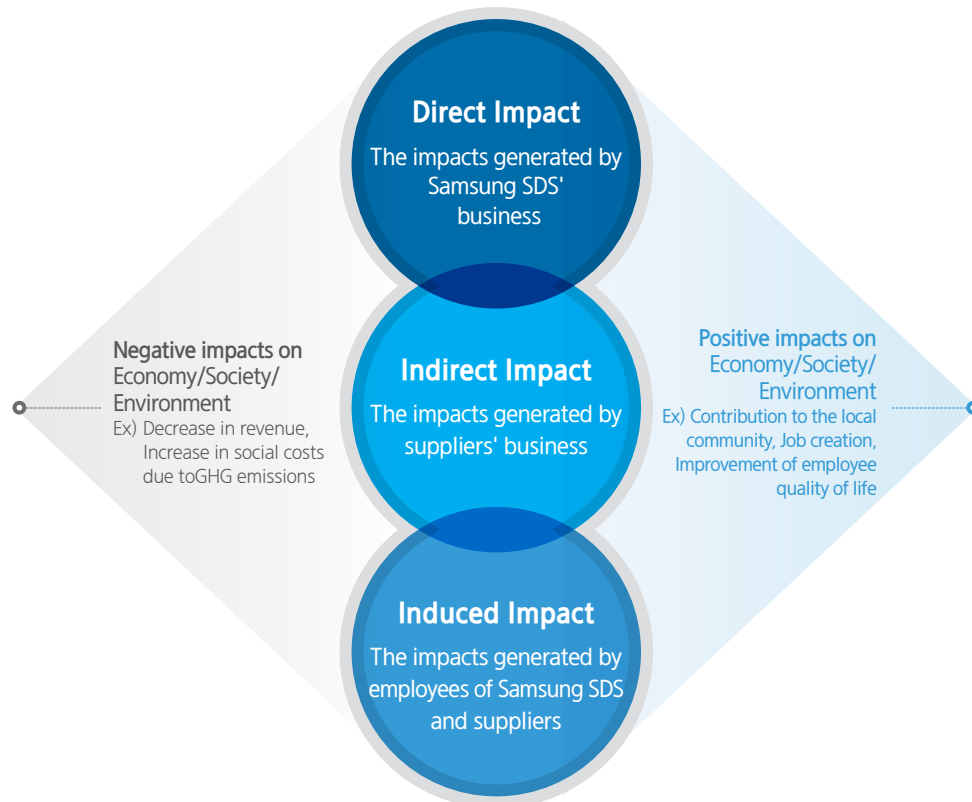 Direct Impact
The impacts generated by
Samsung SDS'
business
Negative impacts on
Economy/Society/
Environment
Ex) Decrease in revenue,
Increase in social costs
due toGHG emissions
Indirect Impact
The impacts generated by
suppliers' business
Positive impacts on
Economy/Society/
Environment
Ex) Contribution to the local
community, Job creation,
Improvement of employee
quality of life
Induced Impact
The impacts generated by
employees of Samsung SDS
and suppliers